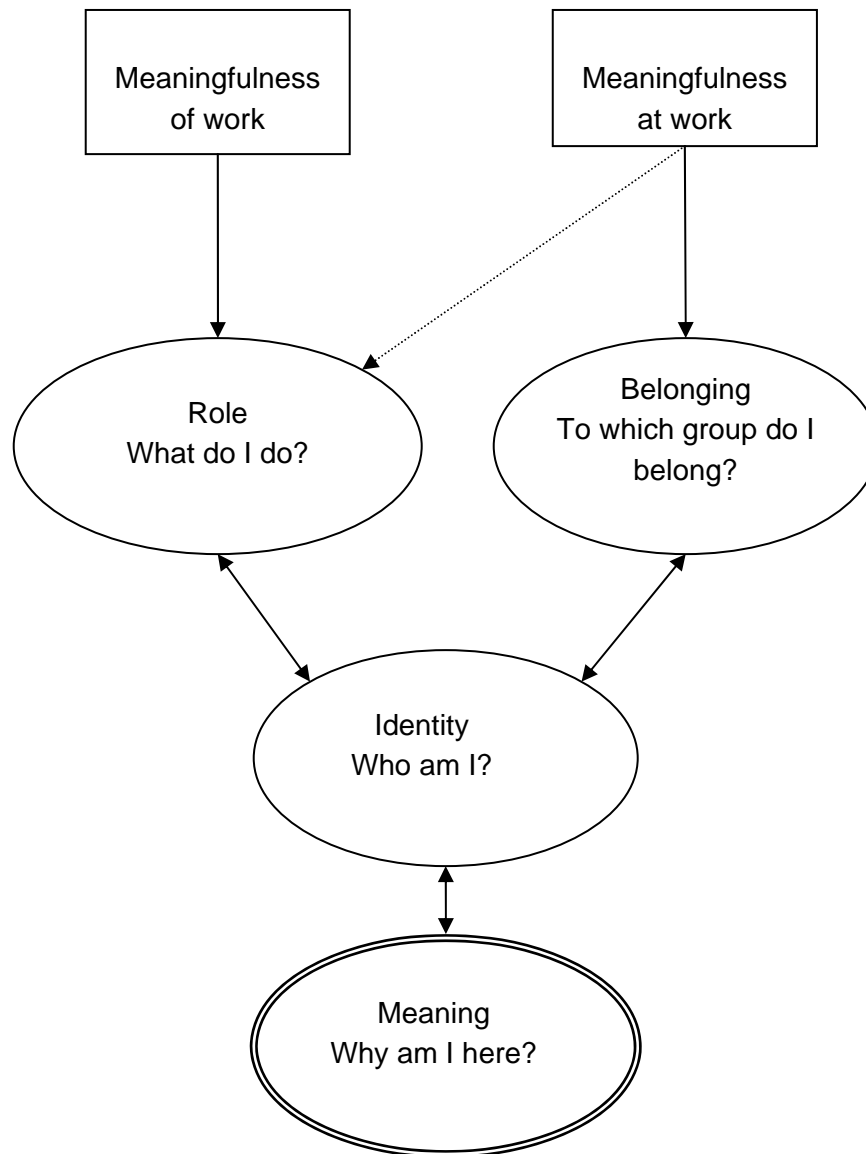 Meaningfulness
of work
Meaningfulness
at work
Role
What do I do?
Belonging
To which group do I
belong?
Identity
Who am I?
Meaning
Why am I here?